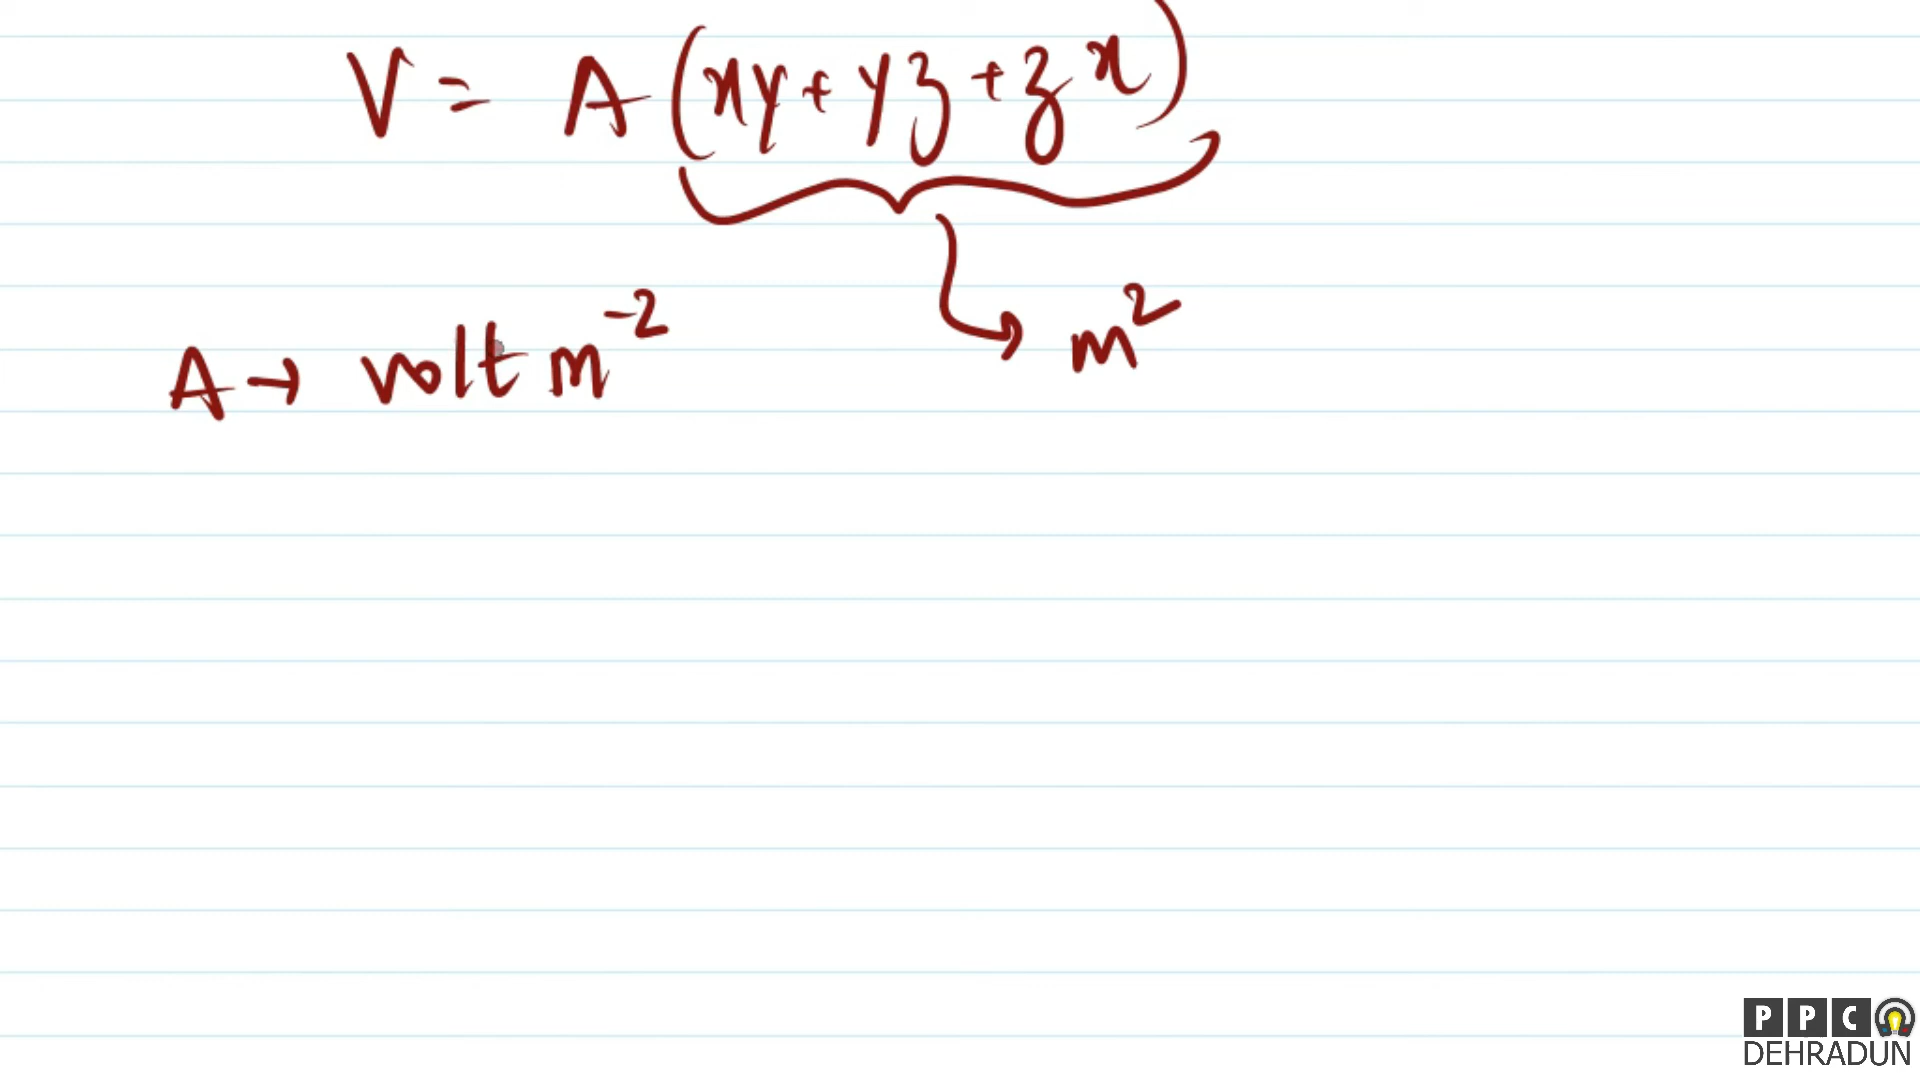 V = A (xy + yz + zx)
m²
A → volt m⁻²
PPC
DEHRADUN